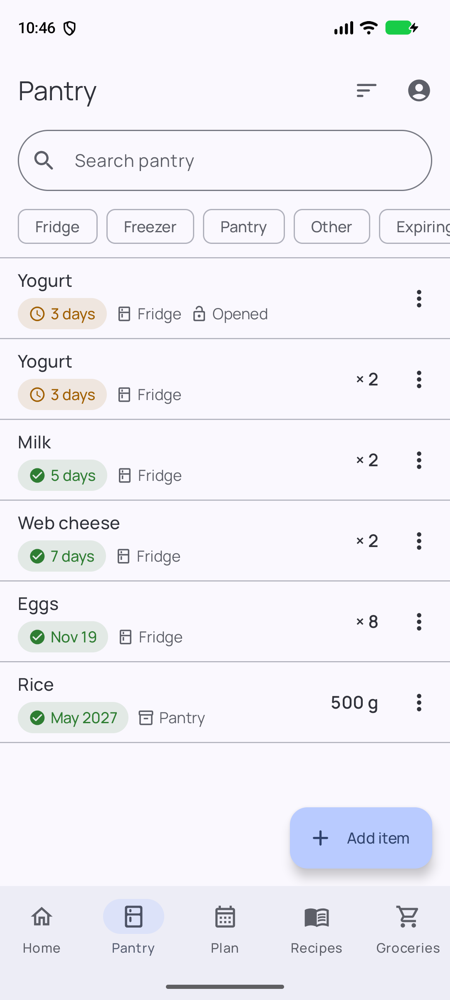 10:46
Pantry
Search pantry
Fridge Freezer Pantry Other Expiring
Yogurt
3 days Fridge Opened
Yogurt
3 days Fridge × 2
Milk
5 days Fridge × 2
Web cheese
7 days Fridge × 2
Eggs
Nov 19 Fridge × 8
Rice
May 2027 Pantry 500 g
+ Add item
Home Pantry Plan Recipes Groceries